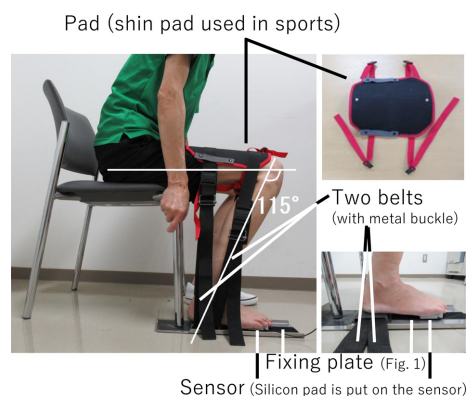 Pad (shin pad used in sports)
115°
Two belts
(with metal buckle)
Fixing plate (Fig. 1)
Sensor (Silicon pad is put on the sensor)